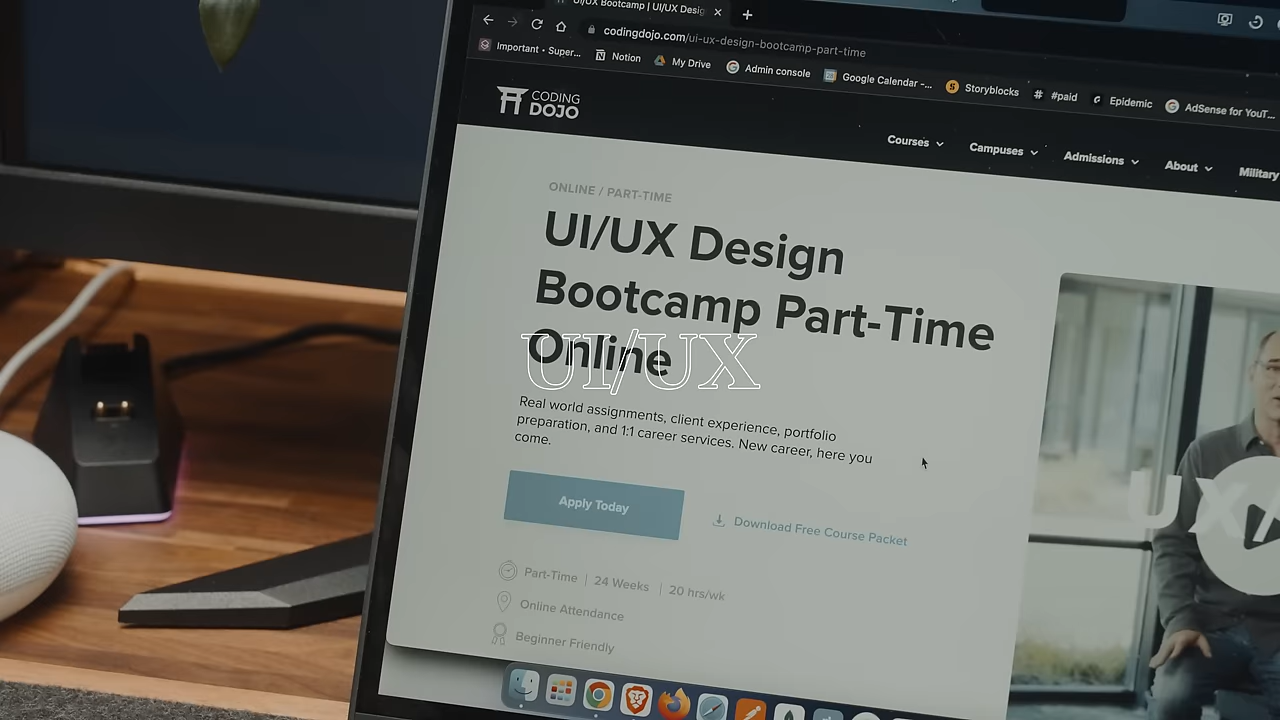 UI/UX Bootcamp | UI/UX Desig
codingdojo.com/ui-ux-design-bootcamp-part-time
Important • Super...
Notion
My Drive
Admin console
Google Calendar -...
Storyblocks
#paid
Epidemic
AdSense for YouT...
CODING
DOJO
Courses
Campuses
Admissions
About
Military
ONLINE / PART-TIME
UI/UX Design
Bootcamp Part-Time
Online
UI/UX
Real world assignments, client experience, portfolio
preparation, and 1:1 career services. New career, here you
come.
Apply Today
Download Free Course Packet
Part-Time | 24 Weeks | 20 hrs/wk
Online Attendance
Beginner Friendly
UX/